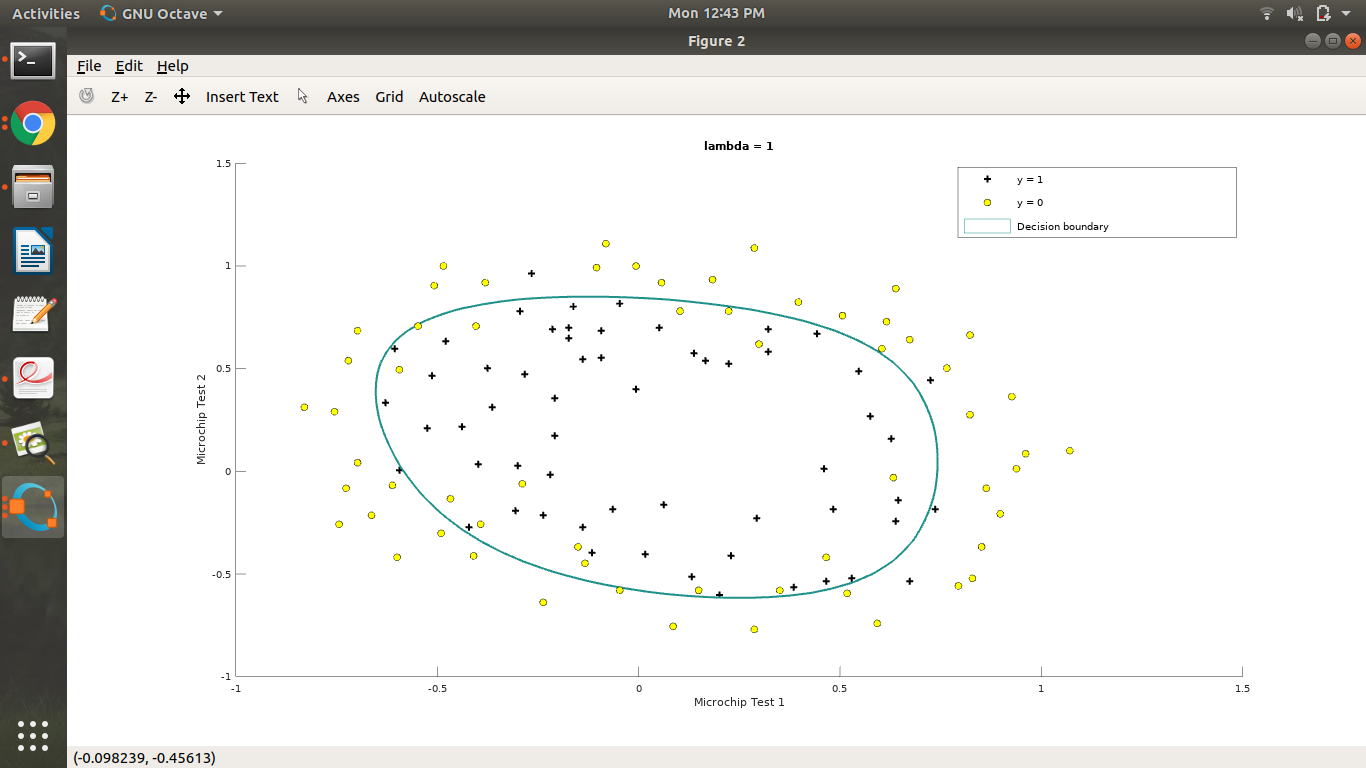 Activities GNU Octave Mon 12:43 PM
Figure 2
File Edit Help
Z+ Z- Insert Text Axes Grid Autoscale
lambda = 1
1.5
1
0.5
0
-0.5
-1
Microchip Test 2
y = 1
y = 0
Decision boundary
-1 -0.5 0 0.5 1 1.5
Microchip Test 1
(-0.098239, -0.45613)